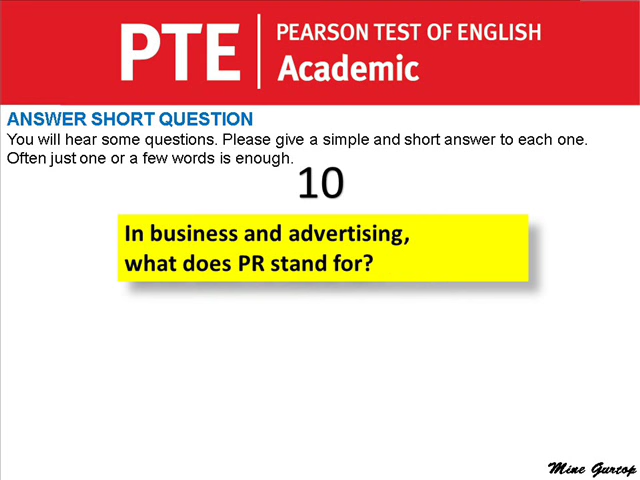 PTE
PEARSON TEST OF ENGLISH
Academic
ANSWER SHORT QUESTION
You will hear some questions. Please give a simple and short answer to each one.
Often just one or a few words is enough.
10
In business and advertising,
what does PR stand for?
Mine Gurtop